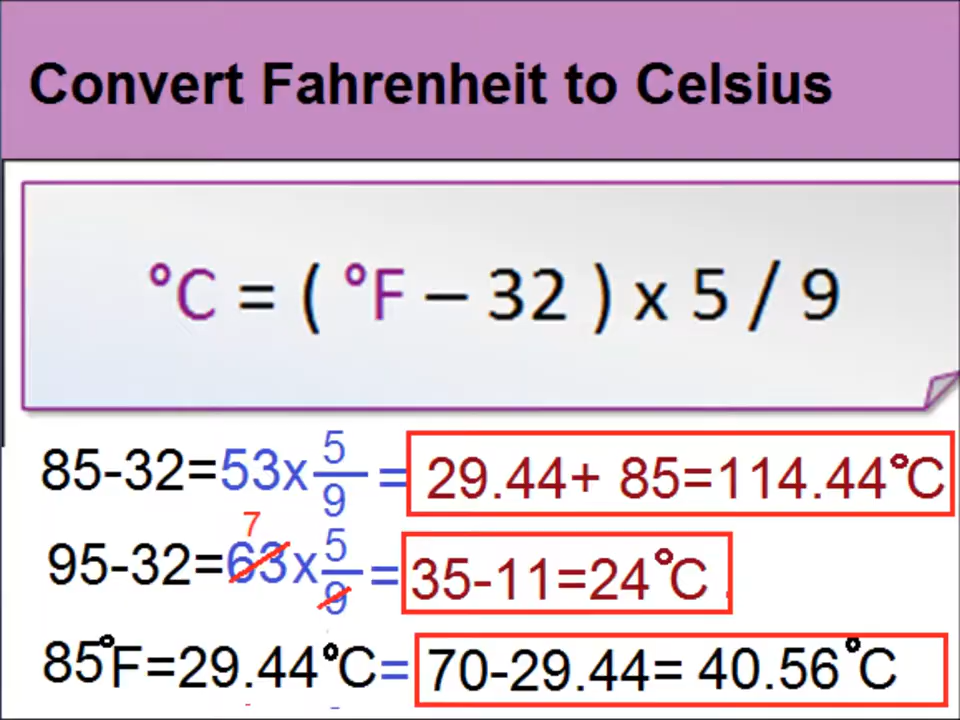 Convert Fahrenheit to Celsius
°C = ( °F – 32 ) x 5 / 9
85-32=53x5/9= 29.44+ 85=114.44°C
7
95-32=63x5/9= 35-11=24°C
85°F=29.44°C= 70-29.44= 40.56°C